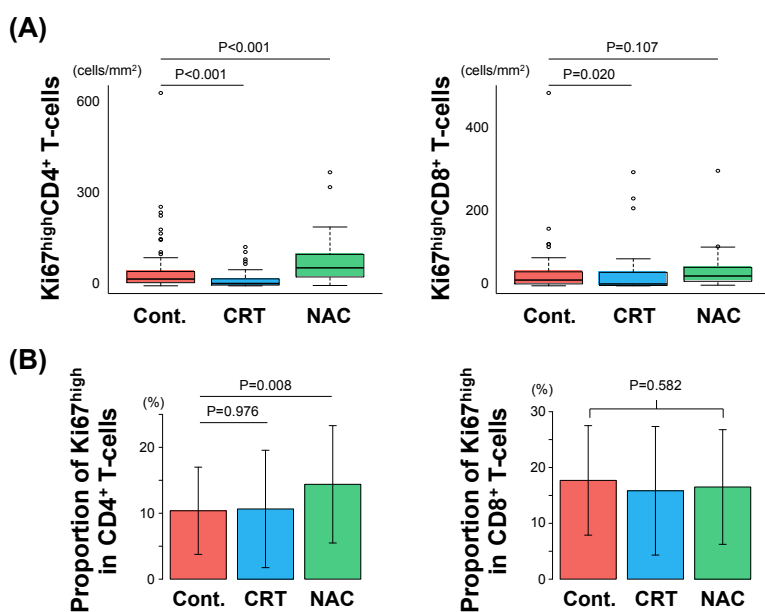 (A)
P<0.001
(cells/mm²)
P<0.001
Ki67highCD4+ T-cells
600
300
0
Cont.
CRT
NAC
P=0.107
(cells/mm²)
P=0.020
Ki67highCD8+ T-cells
400
200
0
Cont.
CRT
NAC
(B)
P=0.008
(%)
P=0.976
Proportion of Ki67high
in CD4+ T-cells
20
10
0
Cont.
CRT
NAC
(%)
P=0.582
Proportion of Ki67high
in CD8+ T-cells
30
20
10
0
Cont.
CRT
NAC